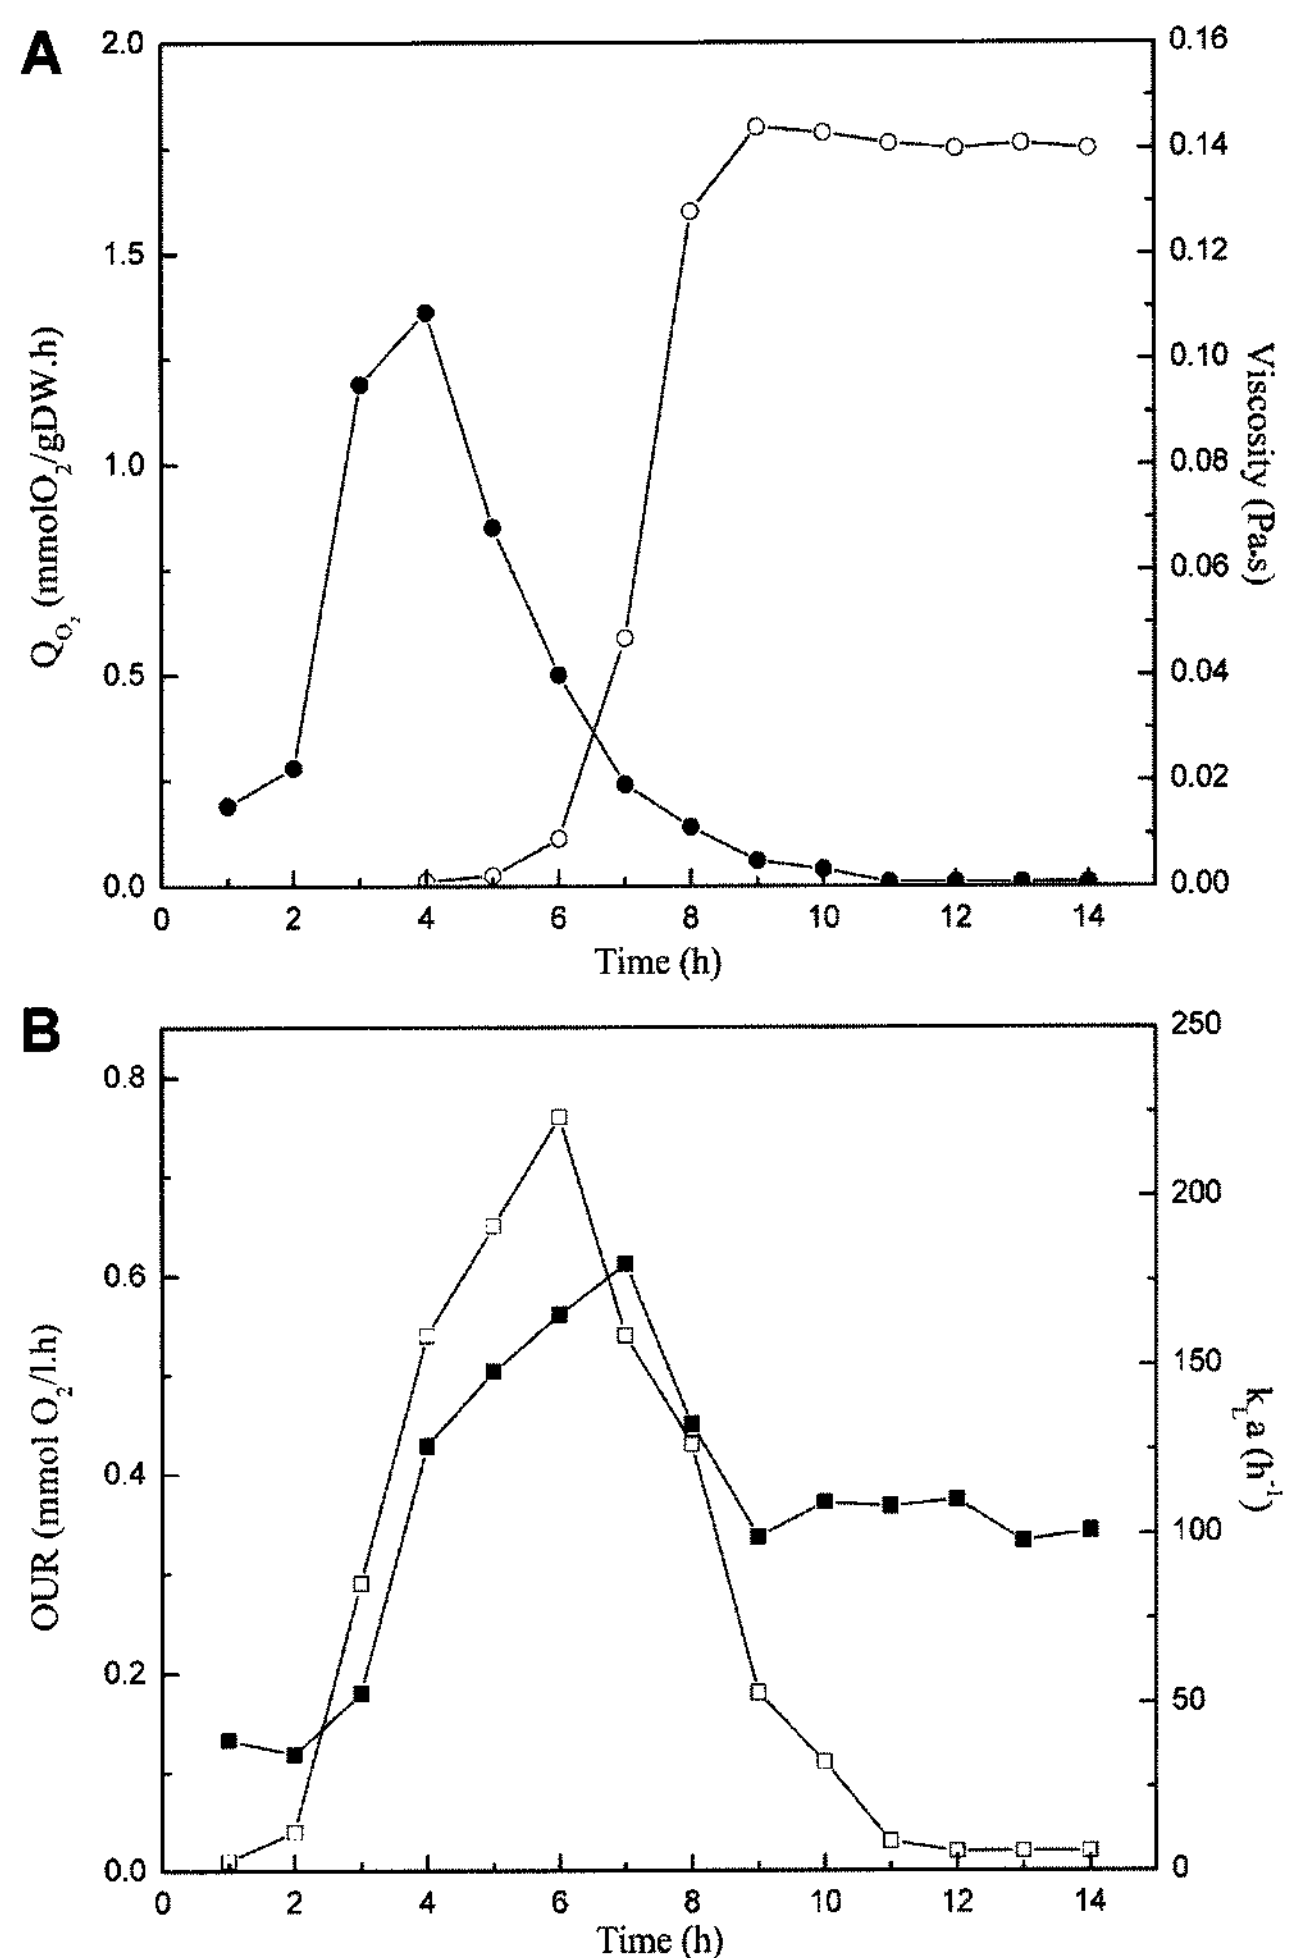 A
2.0
1.5
1.0
0.5
0.0
Q_O2 (mmolO2/gDW.h)
0.16
0.14
0.12
0.10
0.08
0.06
0.04
0.02
0.00
Viscosity (Pa·s)
0 2 4 6 8 10 12 14
Time (h)
B
0.8
0.6
0.4
0.2
0.0
OUR (mmol O2/l.h)
250
200
150
100
50
0
kLa (h-1)
0 2 4 6 8 10 12 14
Time (h)